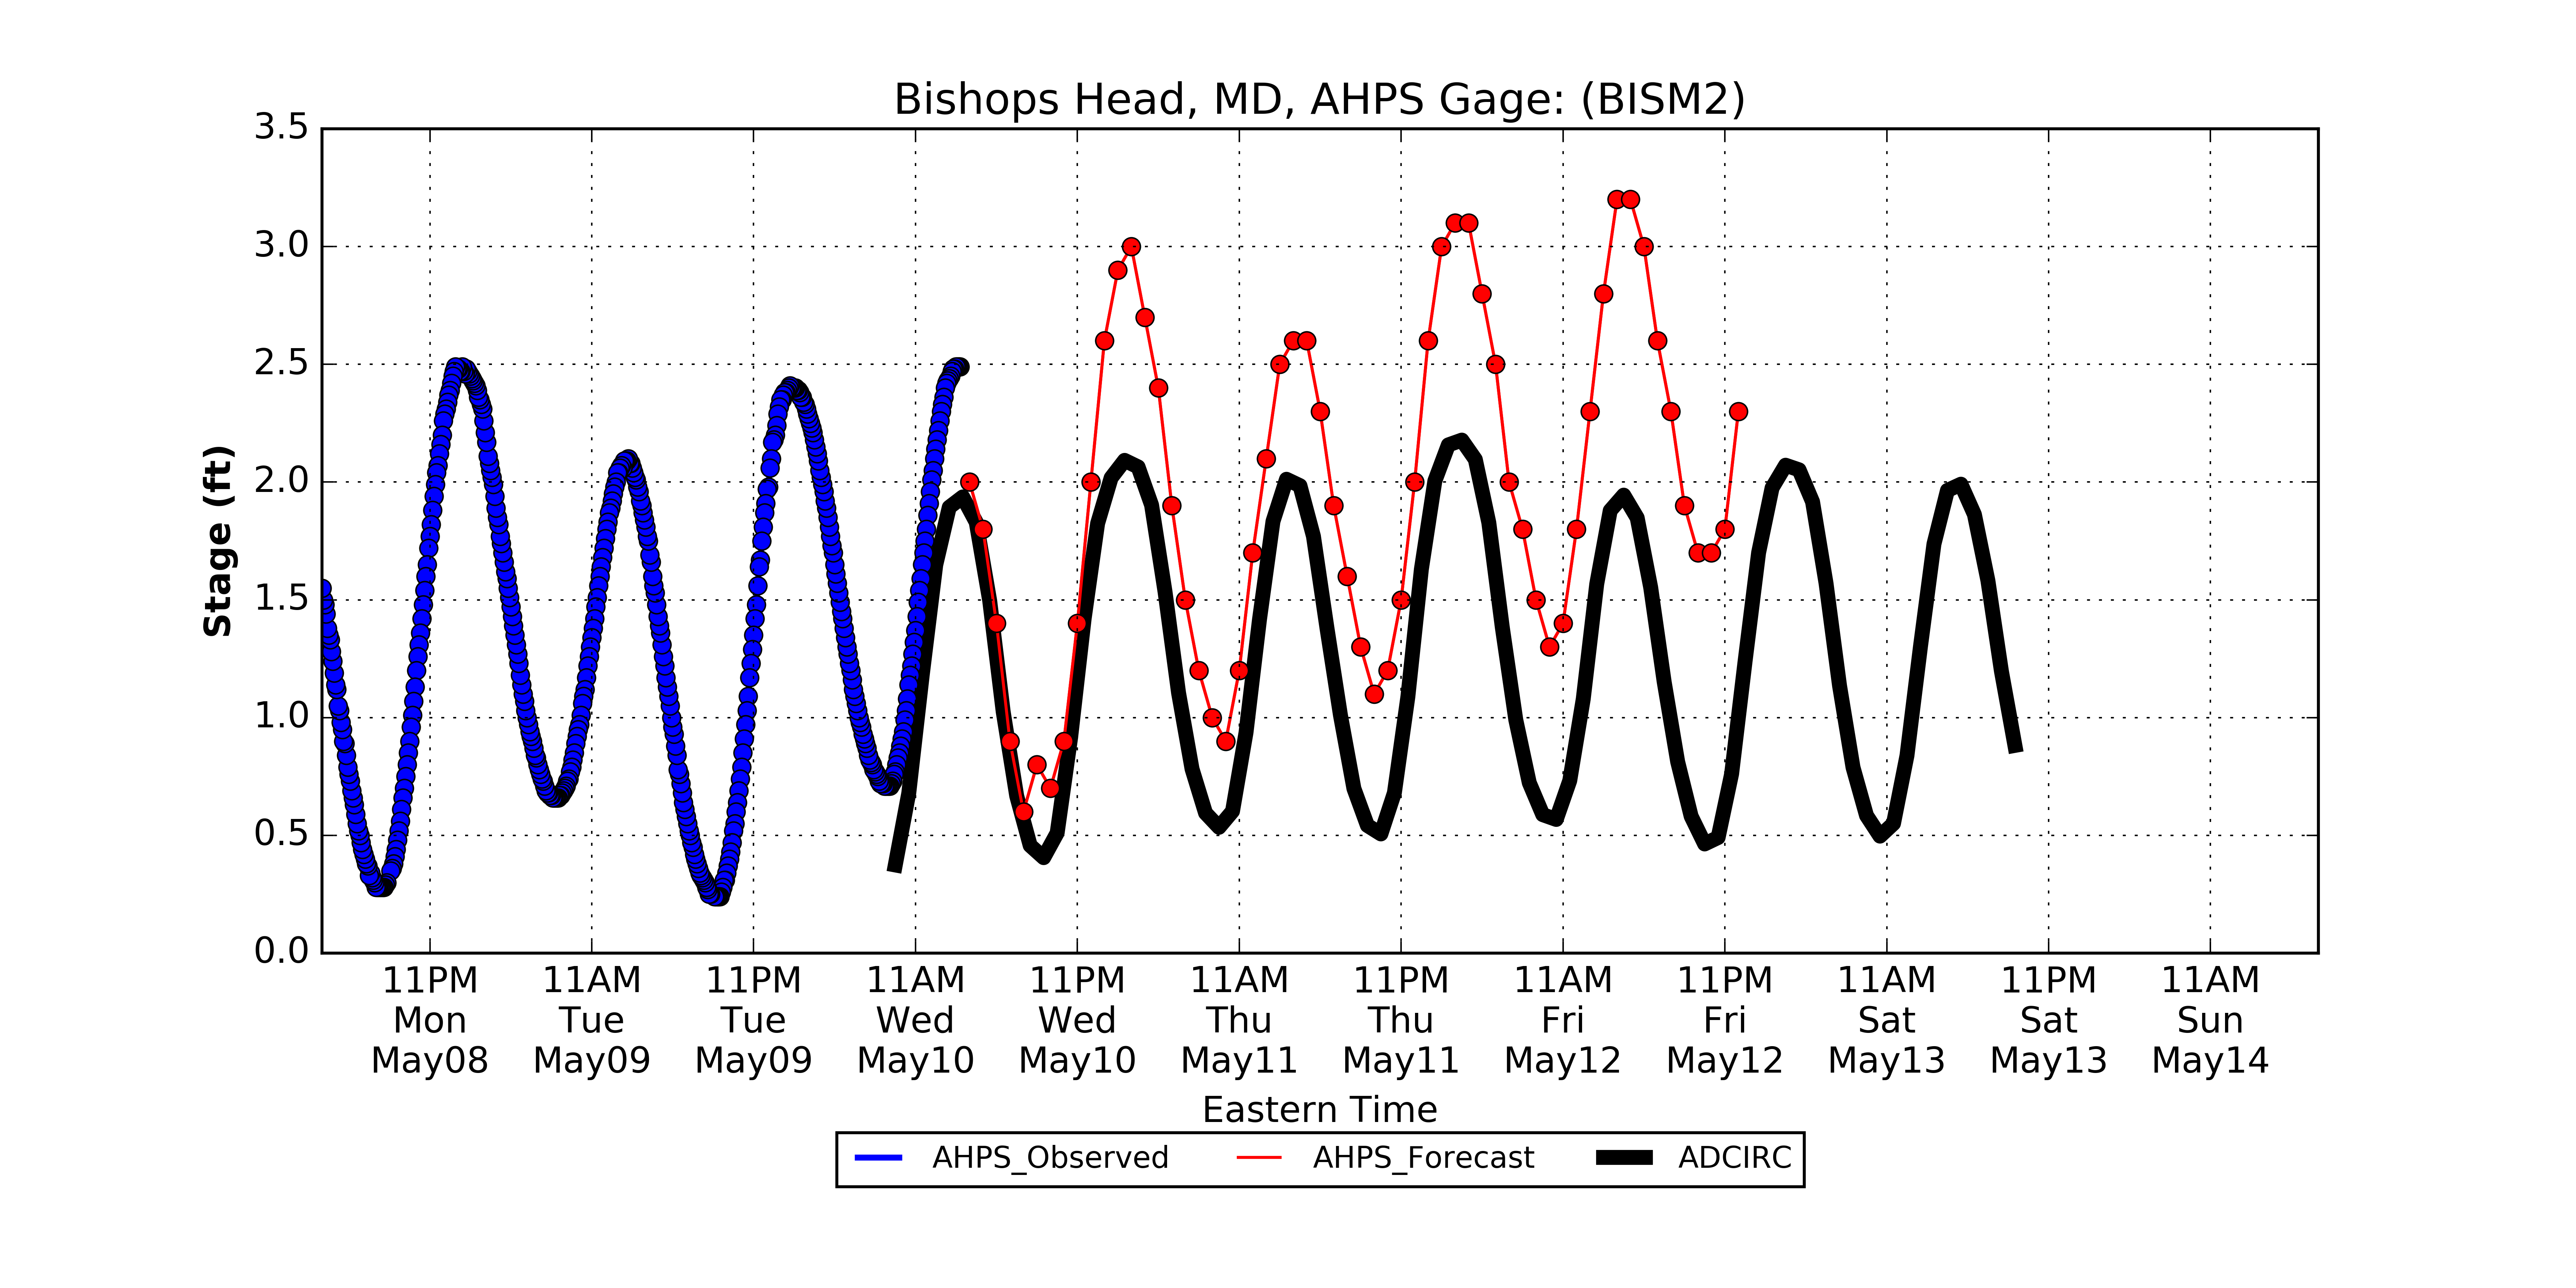 Bishops Head, MD, AHPS Gage: (BISM2)
3.5
3.0
2.5
2.0
1.5
1.0
0.5
0.0
Stage (ft)
11PM 11AM 11PM 11AM 11PM 11AM 11PM 11AM 11PM 11AM 11PM 11AM
Mon Tue Tue Wed Wed Thu Thu Fri Fri Sat Sat Sun
May08 May09 May09 May10 May10 May11 May11 May12 May12 May13 May13 May14
Eastern Time
AHPS_Observed AHPS_Forecast ADCIRC